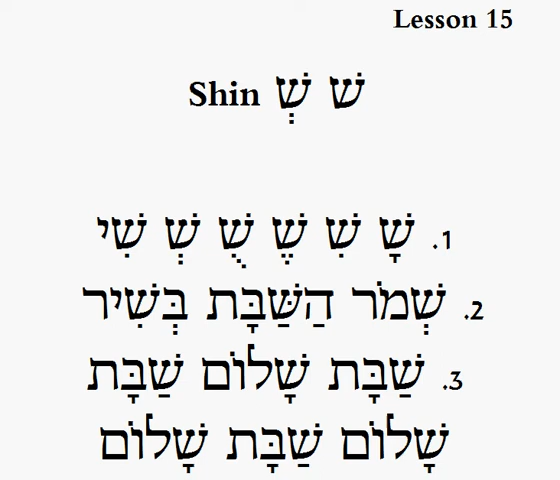 Lesson 15
Shin שׁ שְׁ
1. שָׁ שִׁ שֶׁ שֻׁ שְׁ שִׁי
2. שְׁמֹר הַשַּׁבָּת בְּשִׁיר
3. שַׁבָּת שָׁלוֹם שַׁבָּת
שָׁלוֹם שַׁבָּת שָׁלוֹם